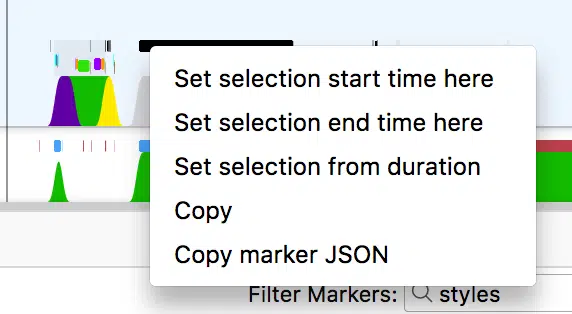 Set selection start time here
Set selection end time here
Set selection from duration
Copy
Copy marker JSON
Filter Markers: styles